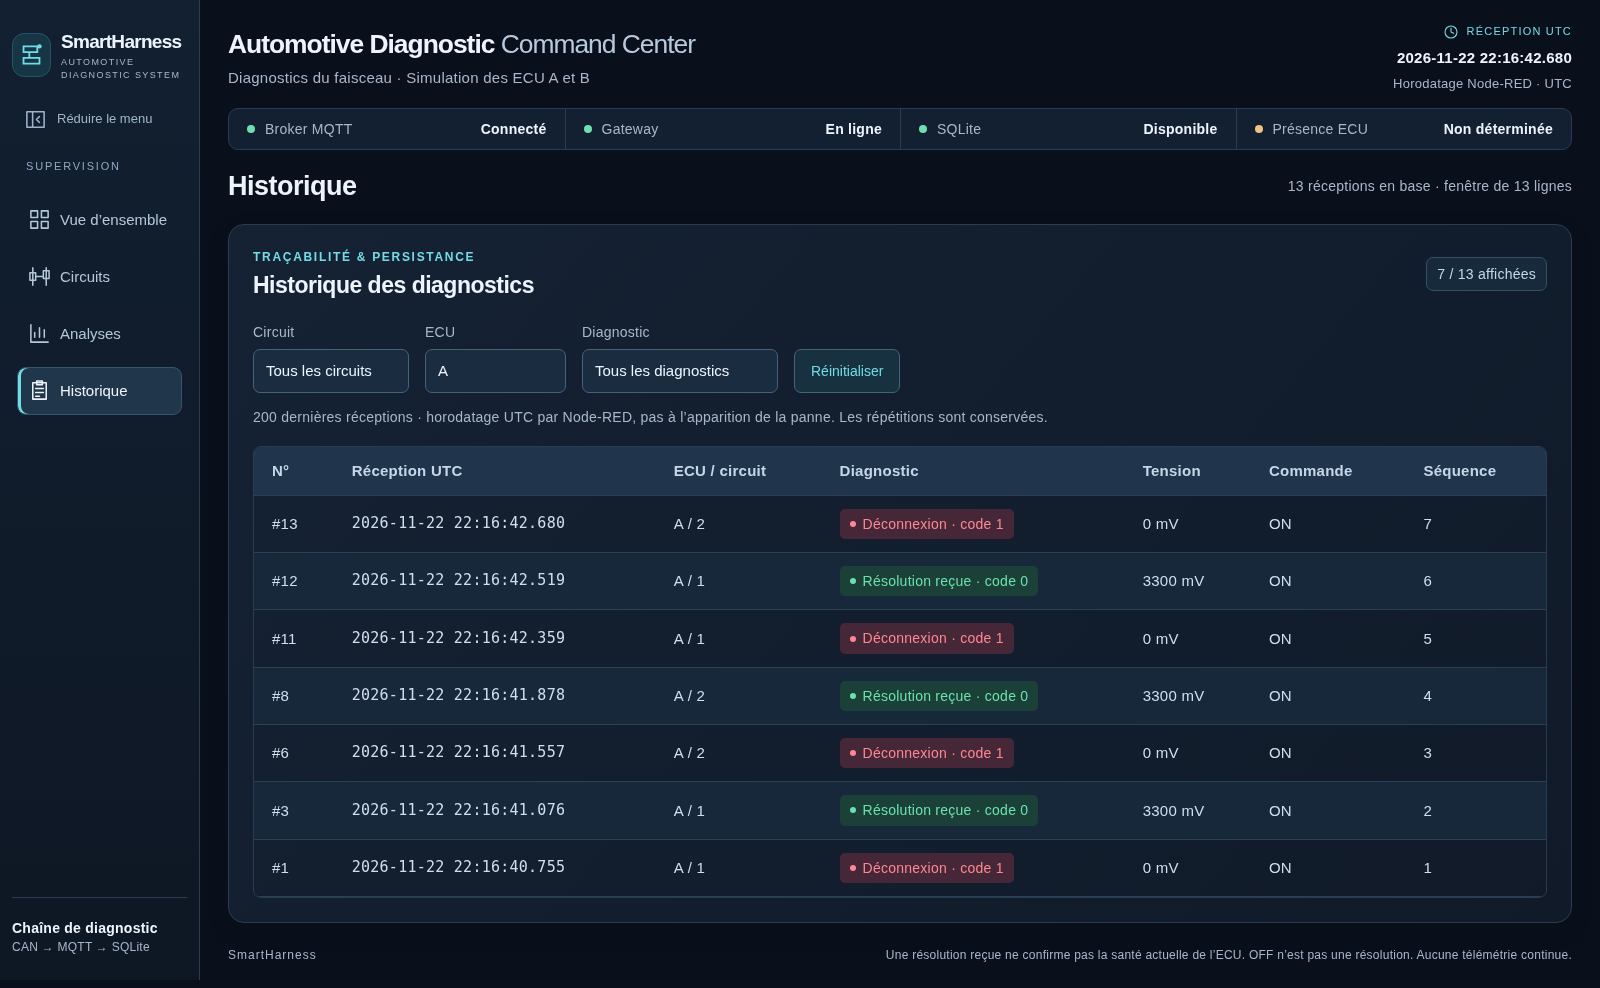 SmartHarness
AUTOMOTIVE
DIAGNOSTIC SYSTEM
Réduire le menu
SUPERVISION
Vue d’ensemble
Circuits
Analyses
Historique
Chaîne de diagnostic
CAN → MQTT → SQLite
Automotive Diagnostic Command Center
Diagnostics du faisceau · Simulation des ECU A et B
RÉCEPTION UTC
2026-11-22 22:16:42.680
Horodatage Node-RED · UTC
Broker MQTT Connecté
Gateway En ligne
SQLite Disponible
Présence ECU Non déterminée
Historique
13 réceptions en base · fenêtre de 13 lignes
TRAÇABILITÉ & PERSISTANCE
Historique des diagnostics
7 / 13 affichées
Circuit ECU Diagnostic
Tous les circuits A Tous les diagnostics Réinitialiser
200 dernières réceptions · horodatage UTC par Node-RED, pas à l’apparition de la panne. Les répétitions sont conservées.
N° Réception UTC ECU / circuit Diagnostic Tension Commande Séquence
#13 2026-11-22 22:16:42.680 A / 2 Déconnexion · code 1 0 mV ON 7
#12 2026-11-22 22:16:42.519 A / 1 Résolution reçue · code 0 3300 mV ON 6
#11 2026-11-22 22:16:42.359 A / 1 Déconnexion · code 1 0 mV ON 5
#8 2026-11-22 22:16:41.878 A / 2 Résolution reçue · code 0 3300 mV ON 4
#6 2026-11-22 22:16:41.557 A / 2 Déconnexion · code 1 0 mV ON 3
#3 2026-11-22 22:16:41.076 A / 1 Résolution reçue · code 0 3300 mV ON 2
#1 2026-11-22 22:16:40.755 A / 1 Déconnexion · code 1 0 mV ON 1
SmartHarness
Une résolution reçue ne confirme pas la santé actuelle de l’ECU. OFF n’est pas une résolution. Aucune télémétrie continue.